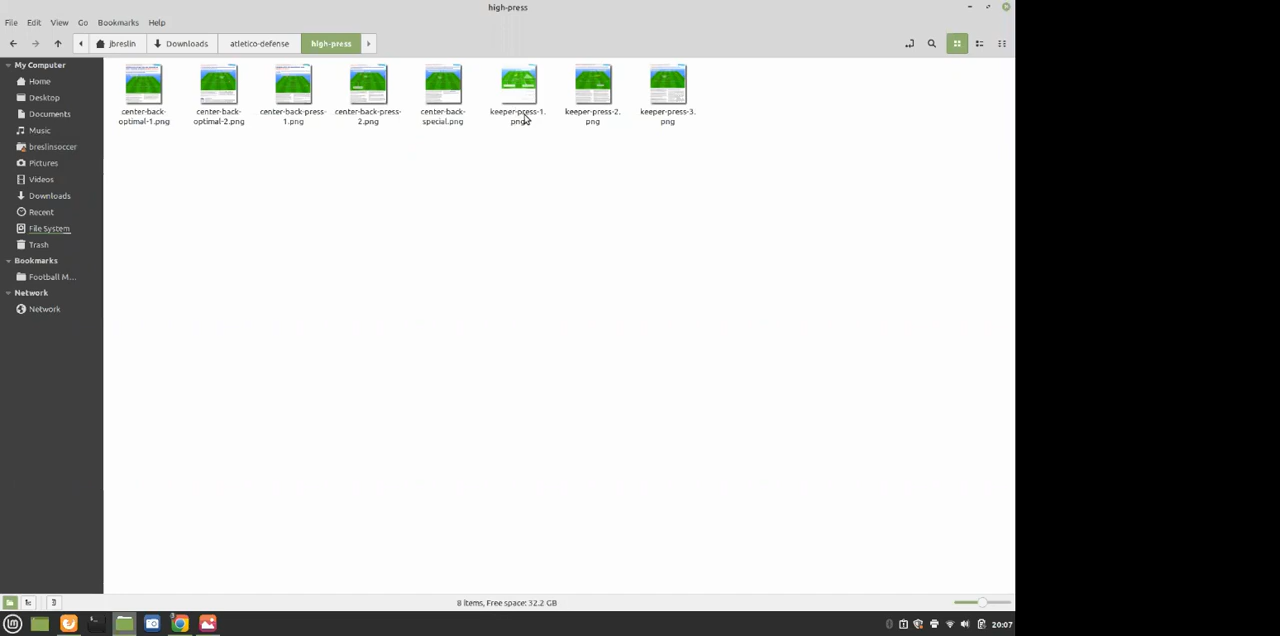 high-press
File Edit View Go Bookmarks Help
jbreslin Downloads atletico-defense high-press
My Computer
Home
Desktop
Documents
Music
breslinsoccer
Pictures
Videos
Downloads
Recent
File System
Trash
Bookmarks
Football M...
Network
Network
center-back-
optimal-1.png
center-back-
optimal-2.png
center-back-press-
1.png
center-back-press-
2.png
center-back-
special.png
keeper-press-1.
png
keeper-press-2.
png
keeper-press-3.
png
8 items, Free space: 32.2 GB
20:07